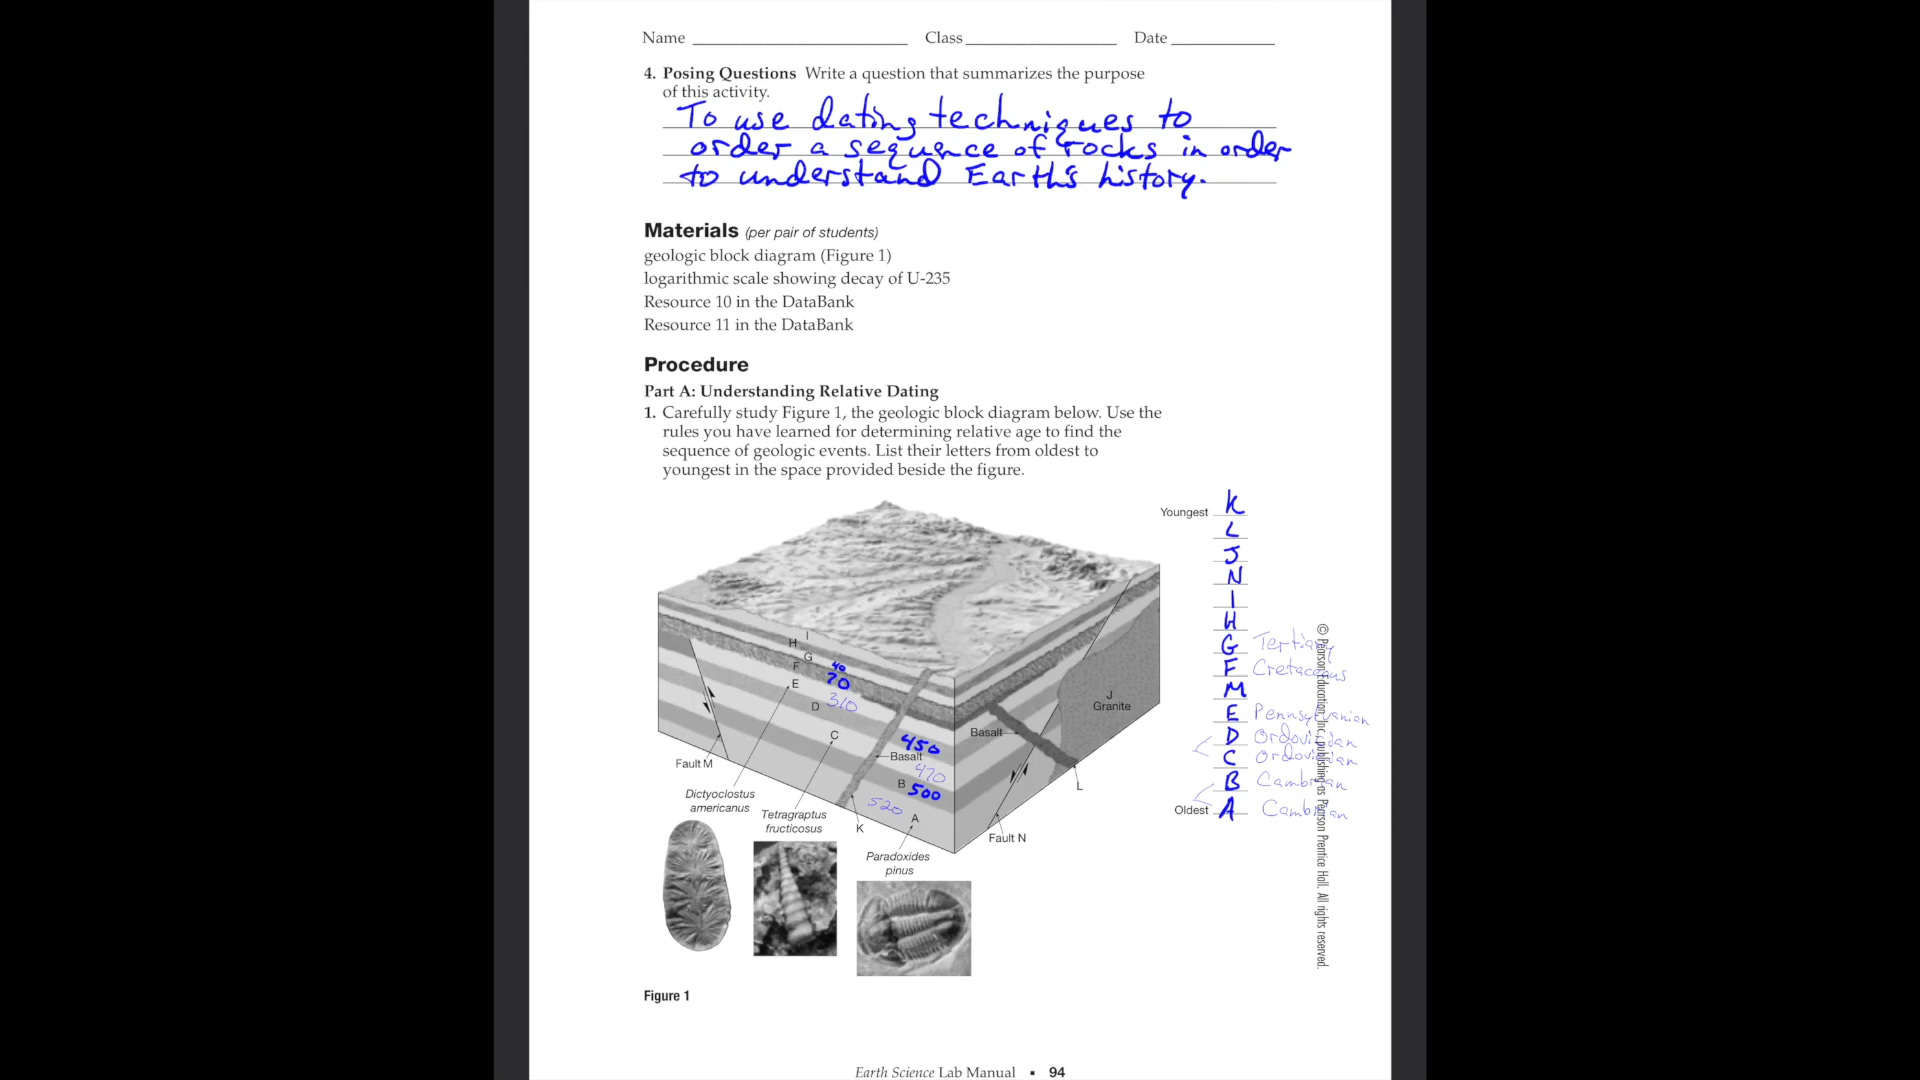 Name Class Date
4. Posing Questions Write a question that summarizes the purpose
of this activity.
To use dating techniques to
order a sequence of rocks in order
to understand Earth's history.
Materials (per pair of students)
geologic block diagram (Figure 1)
logarithmic scale showing decay of U-235
Resource 10 in the DataBank
Resource 11 in the DataBank
Procedure
Part A: Understanding Relative Dating
1. Carefully study Figure 1, the geologic block diagram below. Use the
rules you have learned for determining relative age to find the
sequence of geologic events. List their letters from oldest to
youngest in the space provided beside the figure.
Youngest K
L
J
N
I
H
G Tertiary
F Cretaceous
M
E Pennsylvanian
D Ordovician
C Ordovician
B Cambrian
Oldest A Cambrian
I
H
G
F 40
E 70
D 310
C
450
Basalt
470
B 500
520
A
J
Granite
Basalt
L
Fault M
Fault N
K
Dictyoclostus
americanus
Tetragraptus
fructicosus
Paradoxides
pinus
© Pearson Education, Inc., publishing as Pearson Prentice Hall. All rights reserved.
Figure 1
Earth Science Lab Manual ▪ 94